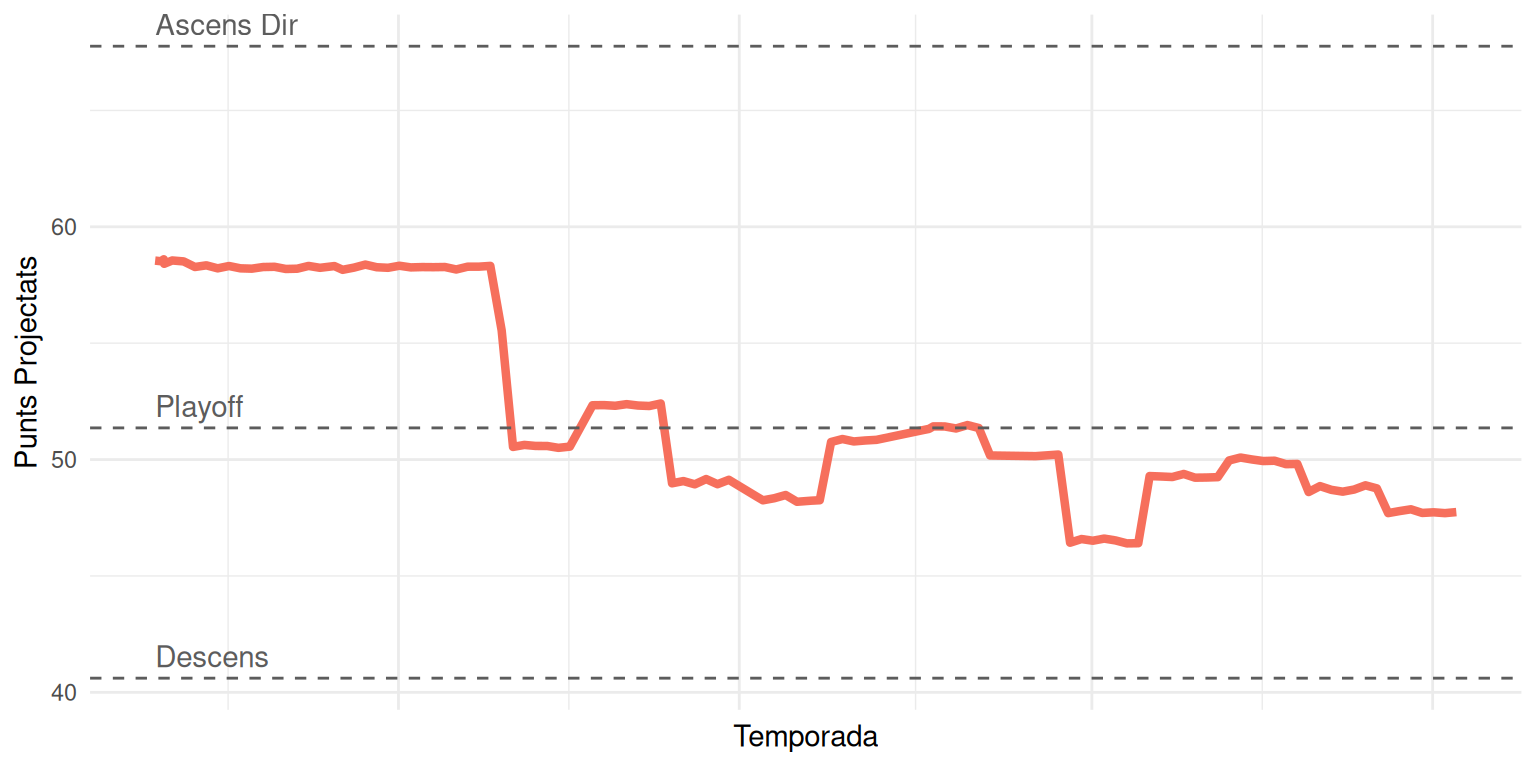 Ascens Dir
60
Playoff
50
Descens
40
Punts Projectats
Temporada